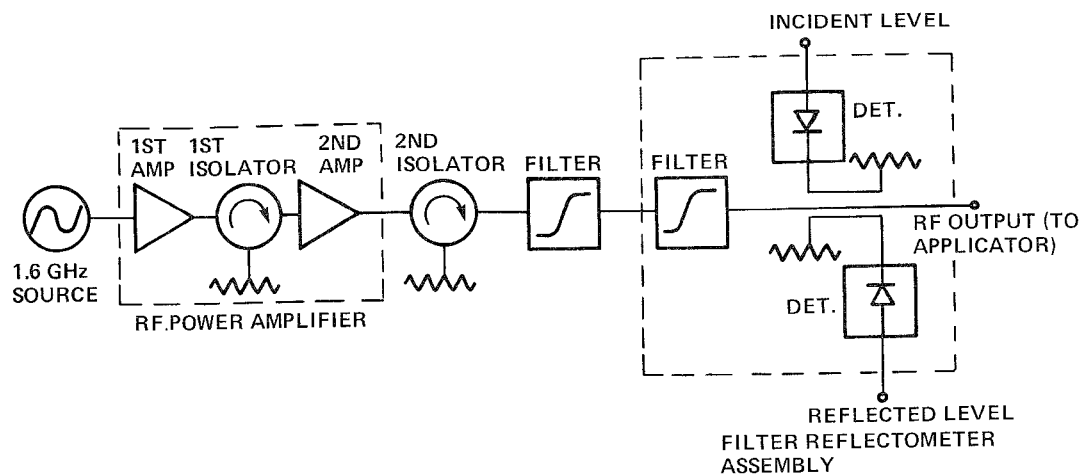 INCIDENT LEVEL
DET.
1ST
AMP
1ST
ISOLATOR
2ND
AMP
2ND
ISOLATOR
FILTER
FILTER
1.6 GHz
SOURCE
RF.POWER AMPLIFIER
RF OUTPUT (TO
APPLICATOR)
DET.
REFLECTED LEVEL
FILTER REFLECTOMETER
ASSEMBLY